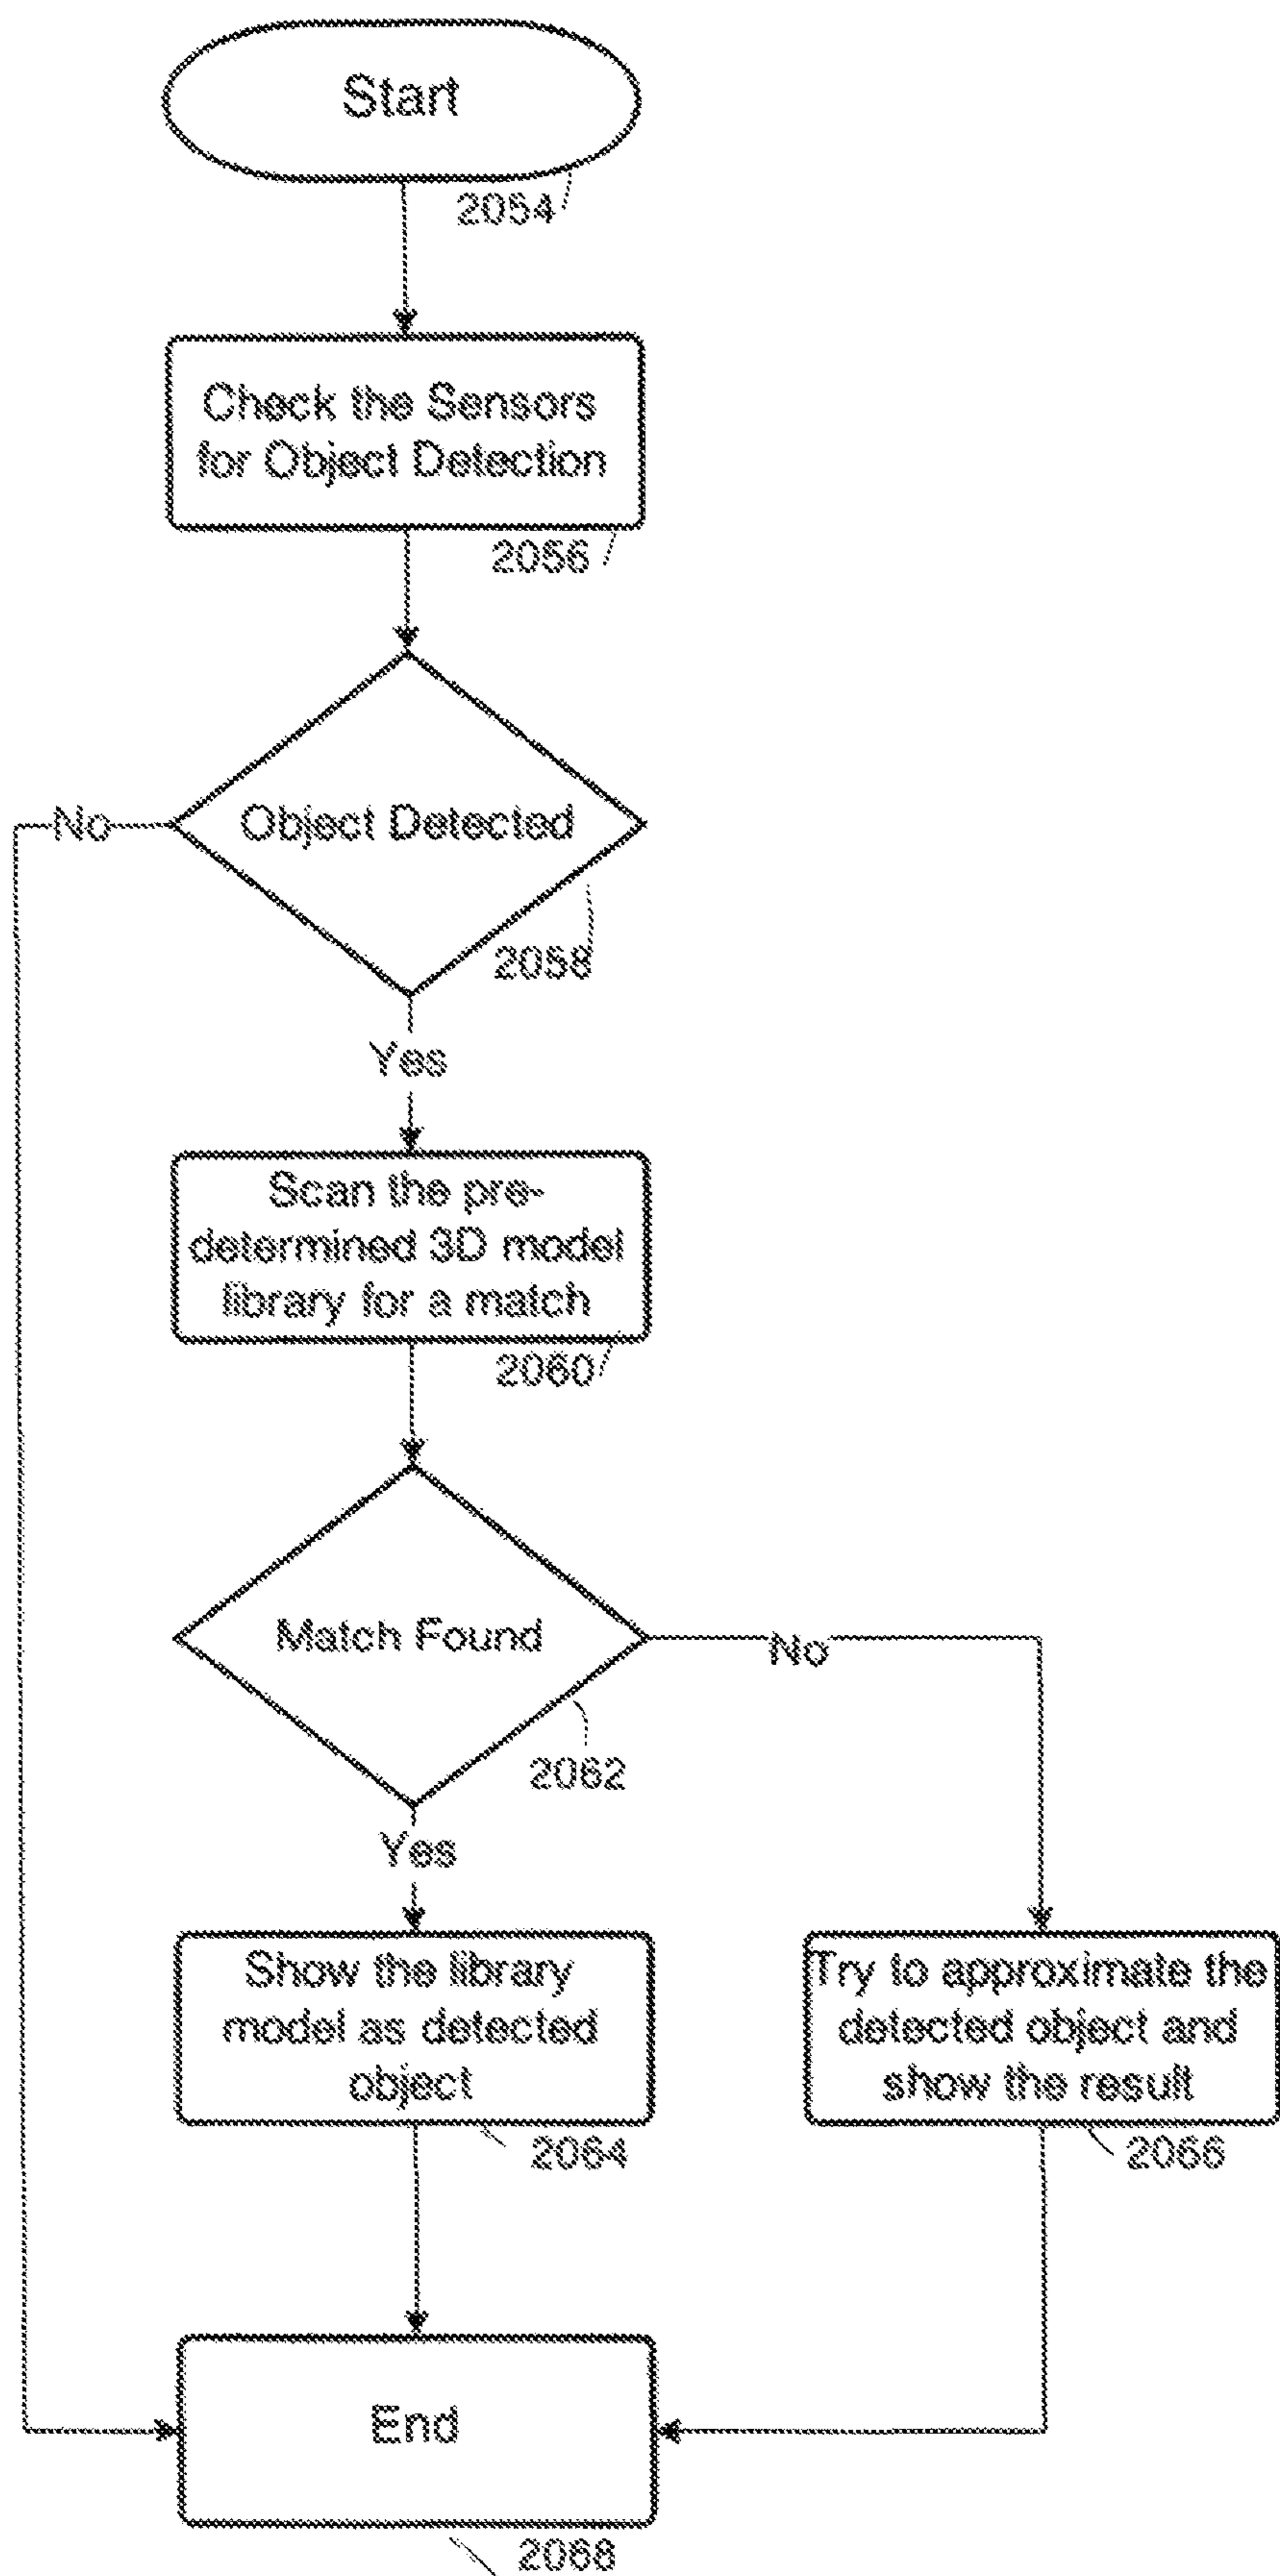 Start
2054
Check the Sensors
for Object Detection
2056
Object Detected
No
2058
Yes
Scan the pre-
determined 3D model
library for a match
2060
Match Found
No
2062
Yes
Show the library
model as detected
object
2064
Try to approximate the
detected object and
show the result
2066
End
2068